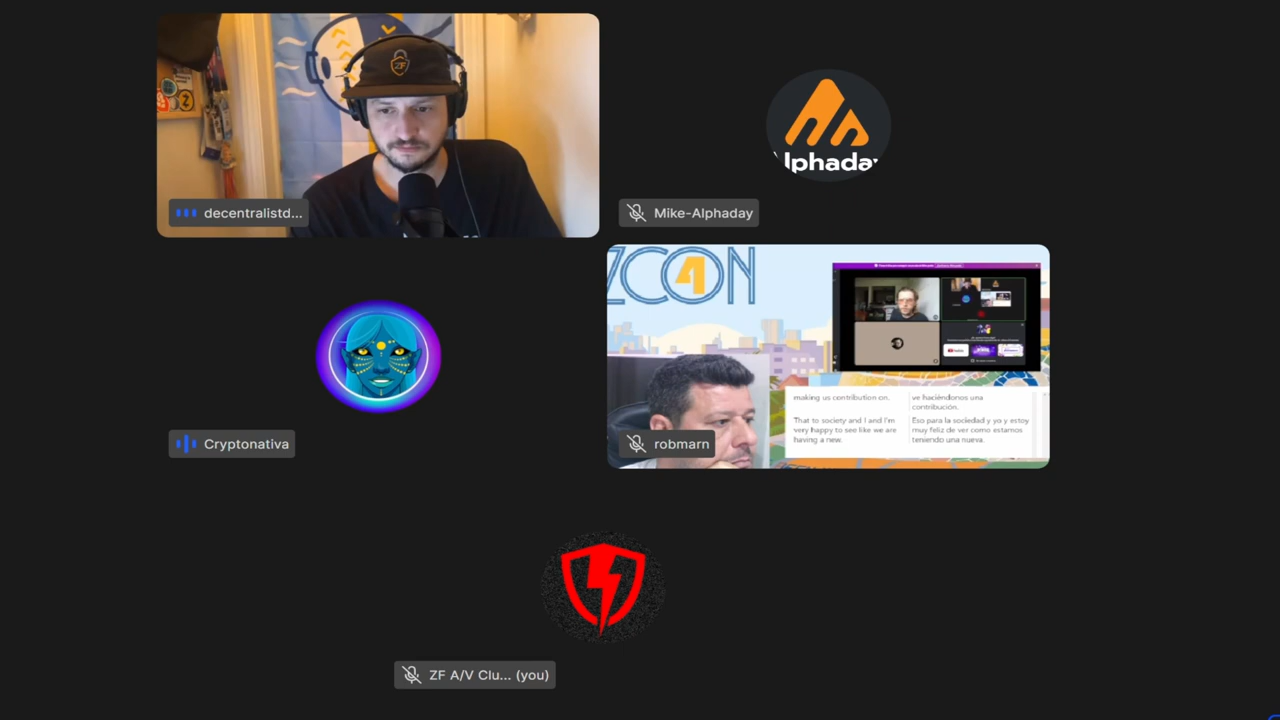 ZF
decentralistd...
lphaday
Mike-Alphaday
Cryptonativa
ZCON
4
making us contribution on.
That to society and I and I'm
very happy to see like we are
having a new.
ve haciéndonos una
contribución.
Eso para la sociedad y yo y estoy
muy feliz de ver como estamos
teniendo una nueva.
robmarn
ZF A/V Clu... (you)